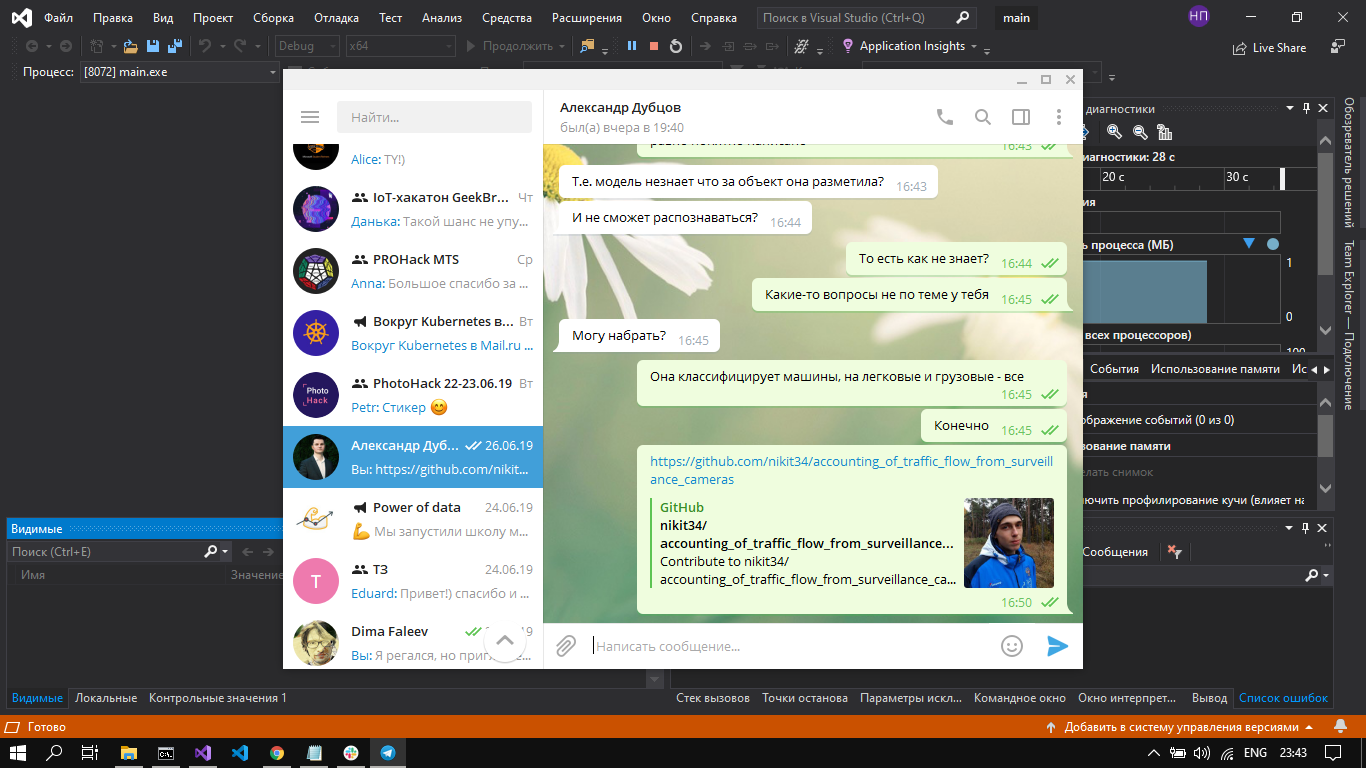 Файл Правка Вид Проект Сборка Отладка Тест Анализ Средства Расширения Окно Справка Поиск в Visual Studio (Ctrl+Q) main НП
Debug x64 Продолжить Application Insights Live Share
Процесс: [8072] main.exe
Найти...
Александр Дубцов
был(а) вчера в 19:40
Alice: TY!)
IoT-хакатон GeekBr... Чт
Данька: Такой шанс не упу...
PROHack MTS Ср
Anna: Большое спасибо за ...
Вокруг Kubernetes в... Вт
Вокруг Kubernetes в Mail.ru ...
Photo Hack
PhotoHack 22-23.06.19 Вт
Petr: Стикер 😊
Александр Дуб... 26.06.19
Вы: https://github.com/nikit...
Power of data 24.06.19
💪 Мы запустили школу м...
Т
ТЗ 24.06.19
Eduard: Привет!) спасибо и ...
Dima Faleev
Вы: Я регался, но приг
16:43
Т.е. модель незнает что за объект она разметила? 16:43
И не сможет распознаваться? 16:44
То есть как не знает? 16:44
Какие-то вопросы не по теме у тебя 16:45
Могу набрать? 16:45
Она классифицирует машины, на легковые и грузовые - все
16:45
Конечно 16:45
https://github.com/nikit34/accounting_of_traffic_flow_from_surveill
ance_cameras
GitHub
nikit34/
accounting_of_traffic_flow_from_surveillance...
Contribute to nikit34/
accounting_of_traffic_flow_from_surveillance_ca...
16:50
Написать сообщение...
диагностики
иагностики: 28 с
20 с 30 с
ия
ь процесса (МБ)
1
0
всех процессоров)
100
События Использование памяти Ис
ображение событий (0 из 0)
зование памяти
елать снимок
ючить профилирование кучи (влияет на
Сообщения
Обозреватель решений
Team Explorer — Подключение
Видимые
Поиск (Ctrl+E)
Имя Значение
Видимые Локальные Контрольные значения 1
Стек вызовов Точки останова Параметры искл... Командное окно Окно интерпрет... Вывод Список ошибок
Готово Добавить в систему управления версиями
ENG 23:43